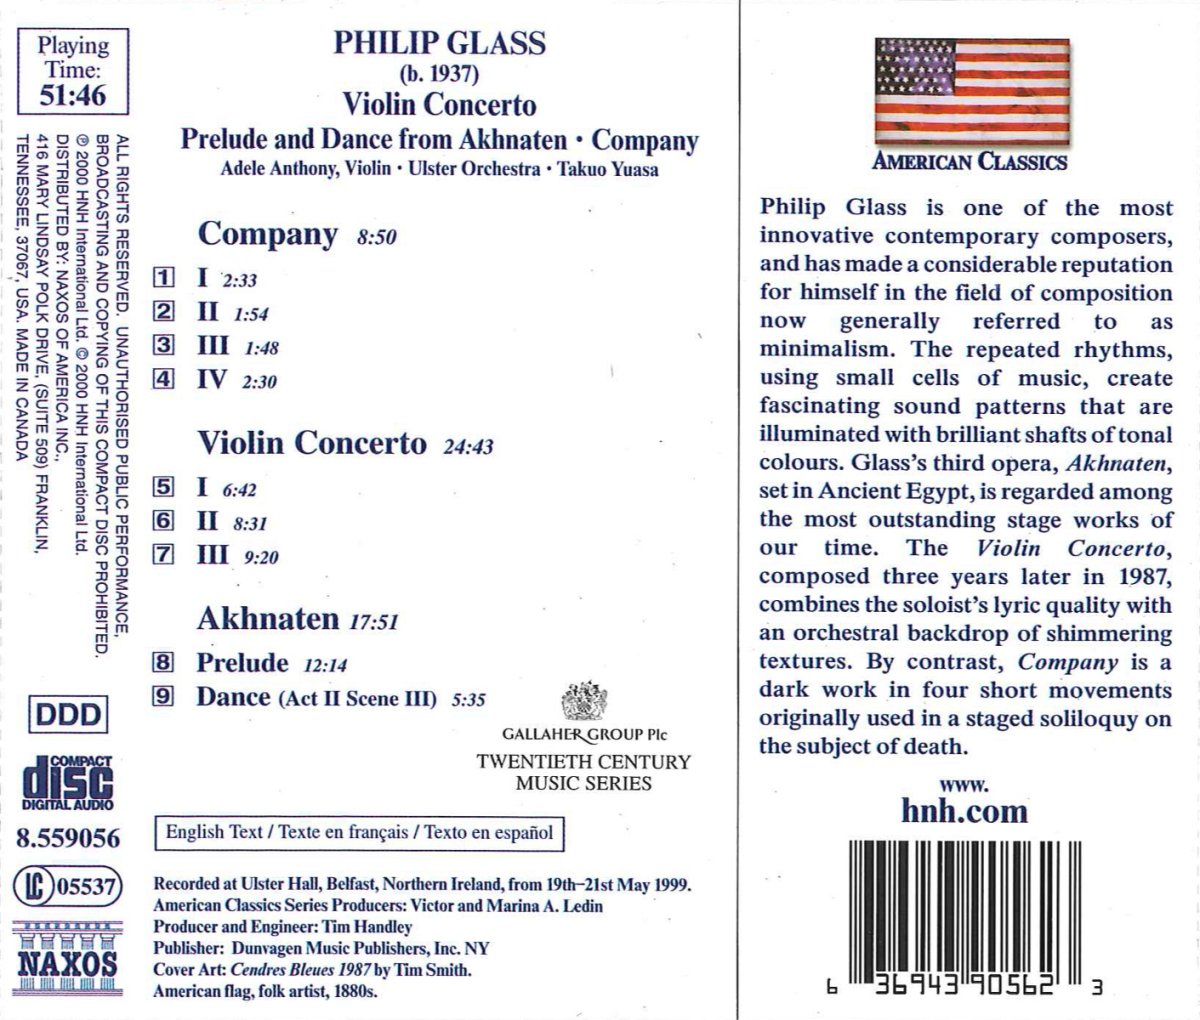 Playing
Time:
51:46
PHILIP GLASS
(b. 1937)
Violin Concerto
Prelude and Dance from Akhnaten • Company
Adele Anthony, Violin • Ulster Orchestra • Takuo Yuasa
Company 8:50
1 I 2:33
2 II 1:54
3 III 1:48
4 IV 2:30
Violin Concerto 24:43
5 I 6:42
6 II 8:31
7 III 9:20
Akhnaten 17:51
8 Prelude 12:14
9 Dance (Act II Scene III) 5:35
GALLAHER GROUP Plc
TWENTIETH CENTURY
MUSIC SERIES
English Text / Texte en français / Texto en español
Recorded at Ulster Hall, Belfast, Northern Ireland, from 19th–21st May 1999.
American Classics Series Producers: Victor and Marina A. Ledin
Producer and Engineer: Tim Handley
Publisher: Dunvagen Music Publishers, Inc. NY
Cover Art: Cendres Bleues 1987 by Tim Smith.
American flag, folk artist, 1880s.
ALL RIGHTS RESERVED. UNAUTHORISED PUBLIC PERFORMANCE,
BROADCASTING AND COPYING OF THIS COMPACT DISC PROHIBITED.
℗ 2000 HNH International Ltd. © 2000 HNH International Ltd.
DISTRIBUTED BY: NAXOS OF AMERICA INC.,
416 MARY LINDSAY POLK DRIVE, (SUITE 509) FRANKLIN,
TENNESSEE, 37067, USA. MADE IN CANADA
DDD
COMPACT
disc
DIGITAL AUDIO
8.559056
LC 05537
NAXOS
AMERICAN CLASSICS
Philip Glass is one of the most
innovative contemporary composers,
and has made a considerable reputation
for himself in the field of composition
now generally referred to as
minimalism. The repeated rhythms,
using small cells of music, create
fascinating sound patterns that are
illuminated with brilliant shafts of tonal
colours. Glass's third opera, Akhnaten,
set in Ancient Egypt, is regarded among
the most outstanding stage works of
our time. The Violin Concerto,
composed three years later in 1987,
combines the soloist's lyric quality with
an orchestral backdrop of shimmering
textures. By contrast, Company is a
dark work in four short movements
originally used in a staged soliloquy on
the subject of death.
www.
hnh.com
6 36943 90562 3